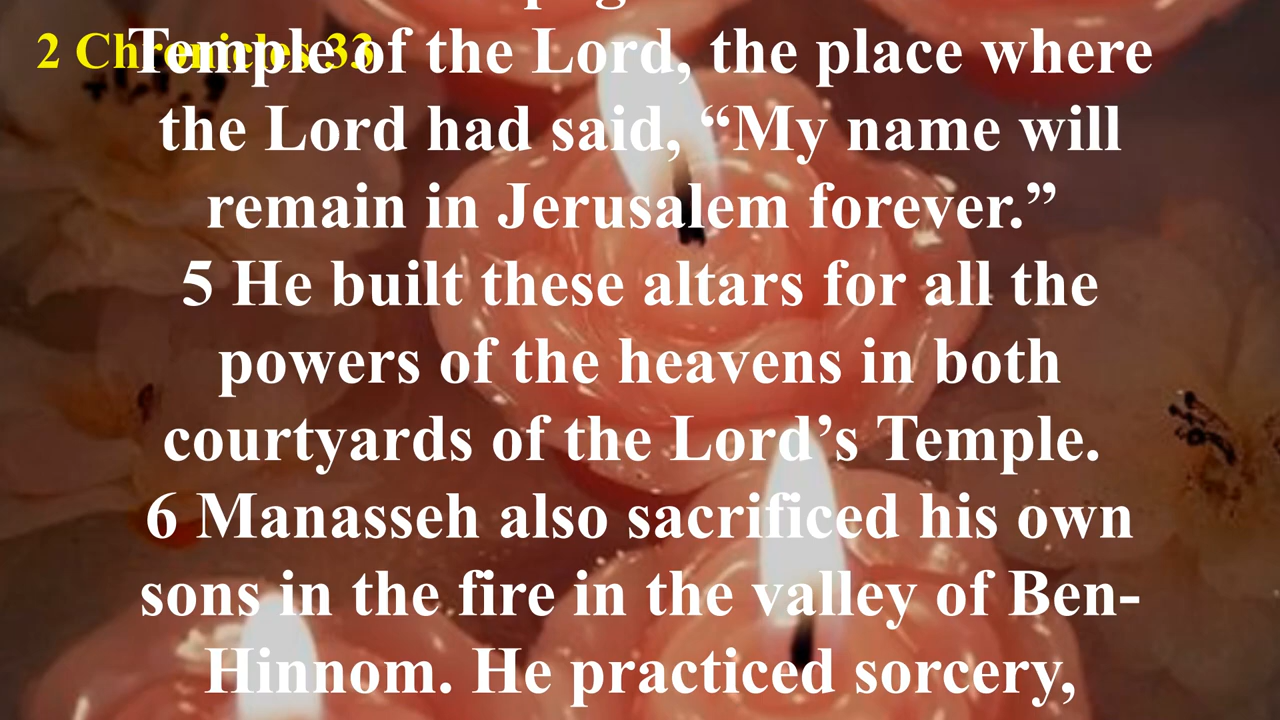 2 Chronicles 33
Temple of the Lord, the place where
the Lord had said, “My name will
remain in Jerusalem forever.”
5 He built these altars for all the
powers of the heavens in both
courtyards of the Lord’s Temple.
6 Manasseh also sacrificed his own
sons in the fire in the valley of Ben-
Hinnom. He practiced sorcery,